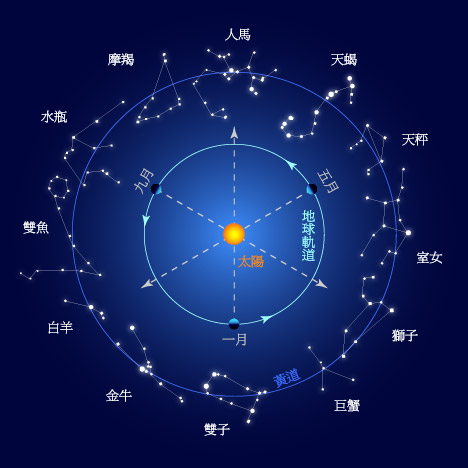 人馬
摩羯
天蝎
水瓶
天秤
九月
五月
地球軌道
雙魚
太陽
室女
白羊
一月
獅子
黃道
金牛
巨蟹
雙子